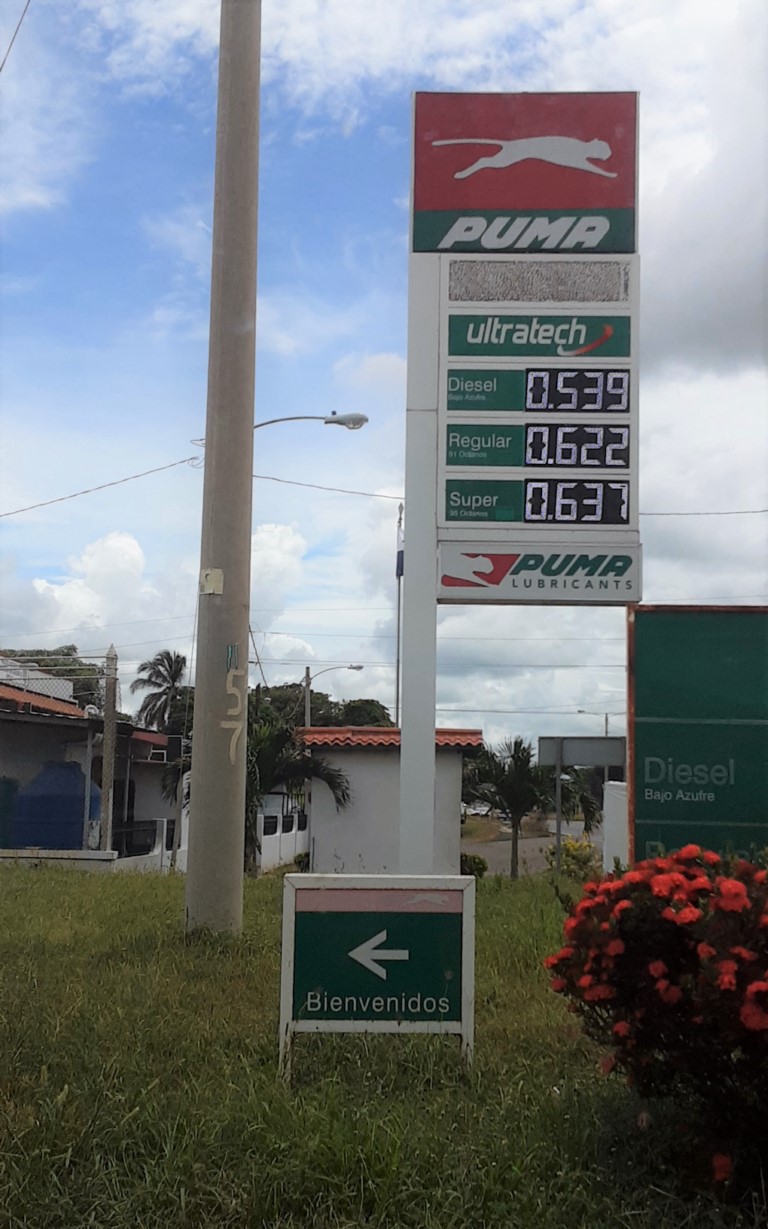 PUMA
ultratech
Diesel
Bajo Azufre
0.539
Regular
91 Octanos
0.622
Super
95 Octanos
0.637
PUMA
LUBRICANTS
57
Diesel
Bajo Azufre
Bienvenidos